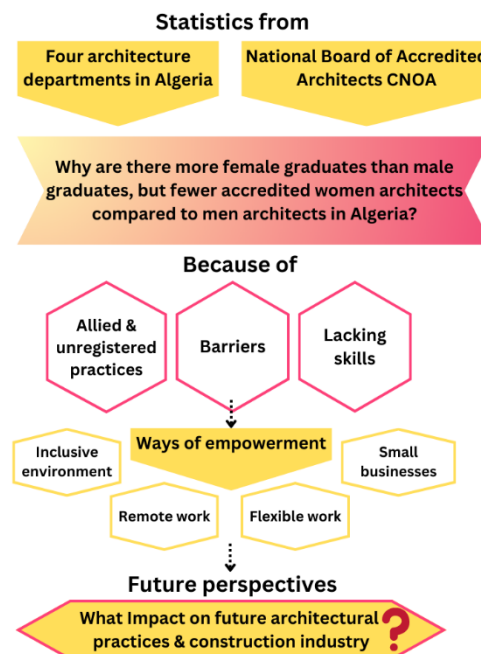 Statistics from
Four architecture
departments in Algeria
National Board of Accredited
Architects CNOA
Why are there more female graduates than male
graduates, but fewer accredited women architects
compared to men architects in Algeria?
Because of
Allied &
unregistered
practices
Barriers
Lacking
skills
Ways of empowerment
Inclusive
environment
Small
businesses
Remote work
Flexible work
Future perspectives
What Impact on future architectural
practices & construction industry
?